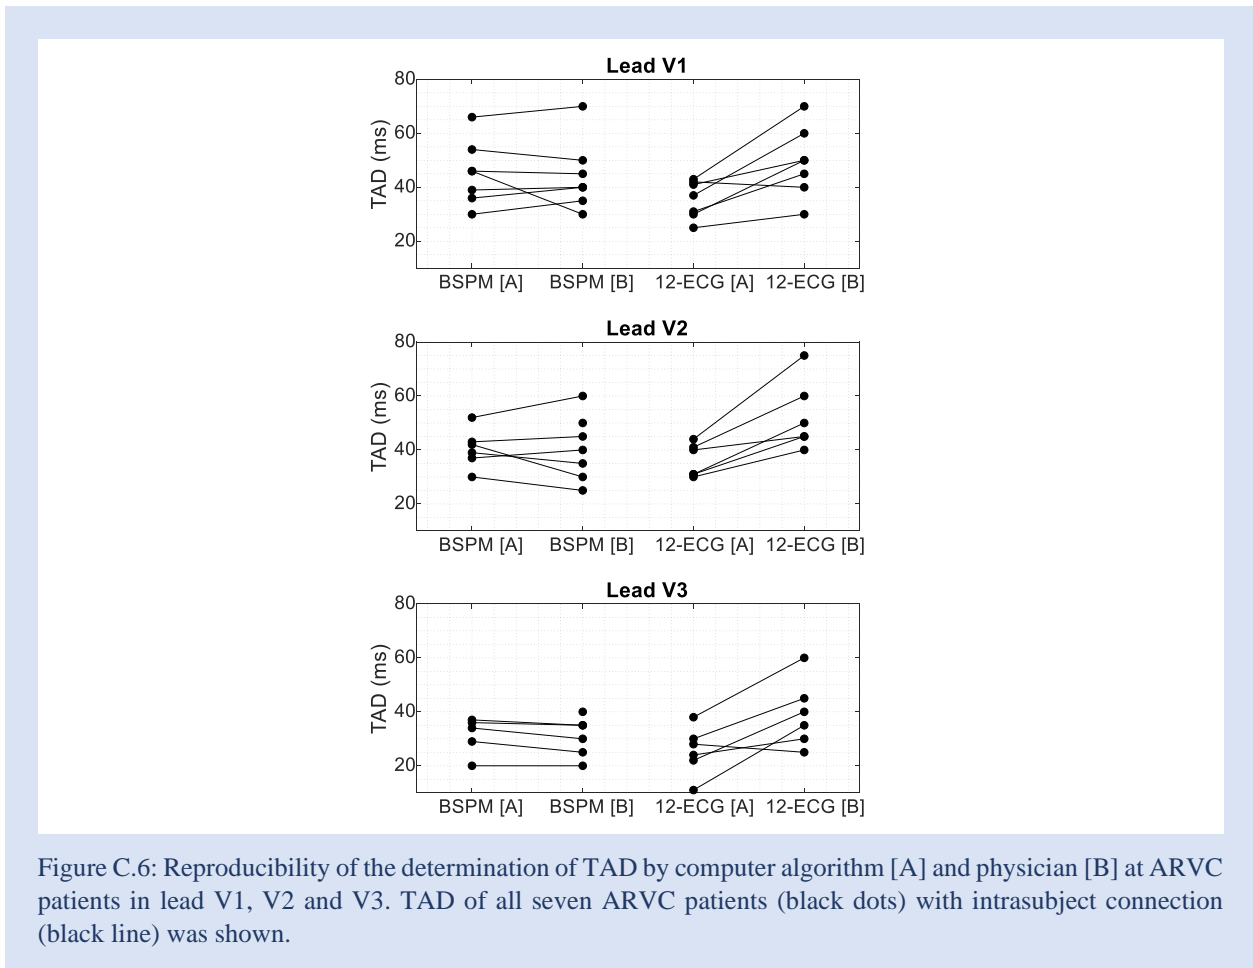 Lead V1
80
60
40
20
TAD (ms)
BSPM [A] BSPM [B] 12-ECG [A] 12-ECG [B]
Lead V2
80
60
40
20
TAD (ms)
BSPM [A] BSPM [B] 12-ECG [A] 12-ECG [B]
Lead V3
80
60
40
20
TAD (ms)
BSPM [A] BSPM [B] 12-ECG [A] 12-ECG [B]
Figure C.6: Reproducibility of the determination of TAD by computer algorithm [A] and physician [B] at ARVC
patients in lead V1, V2 and V3. TAD of all seven ARVC patients (black dots) with intrasubject connection
(black line) was shown.